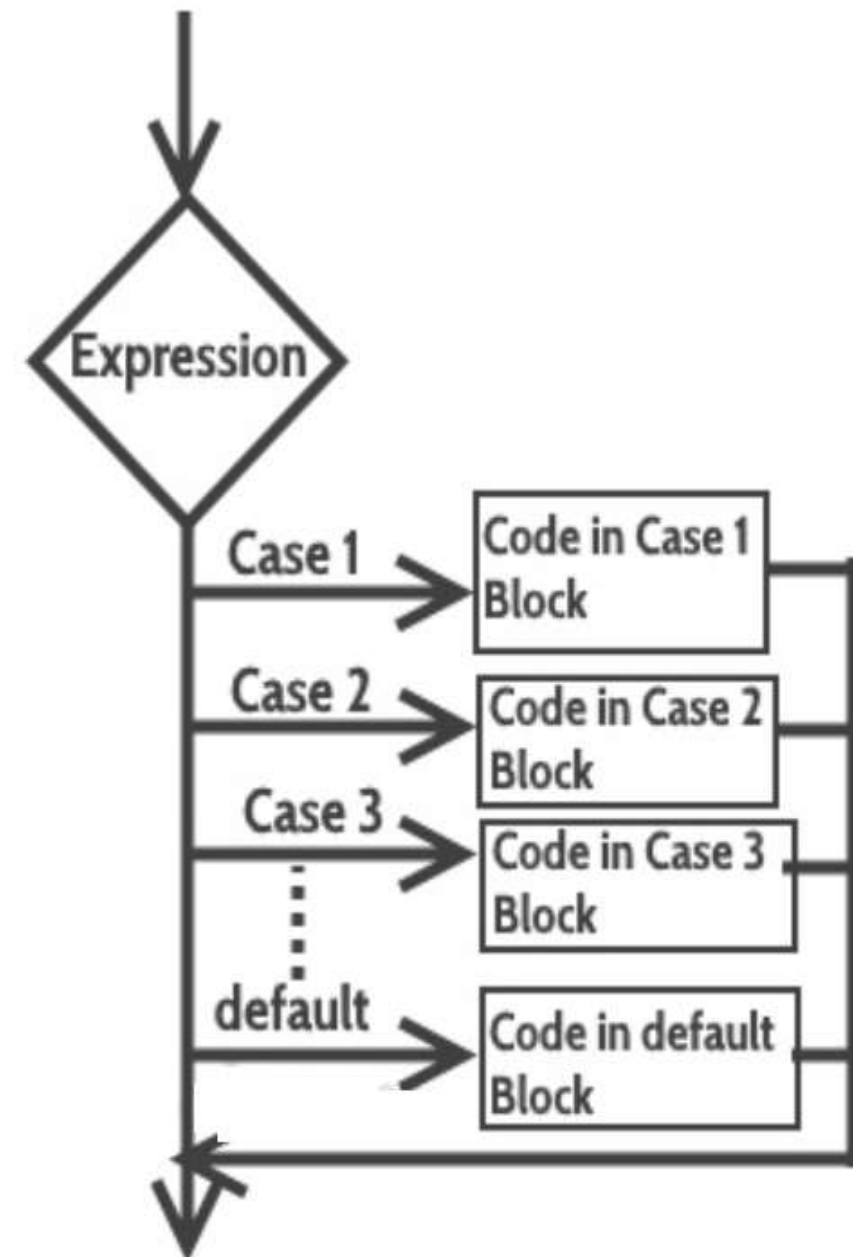 Expression
Case 1
Code in Case 1
Block
Case 2
Code in Case 2
Block
Case 3
Code in Case 3
Block
default
Code in default
Block